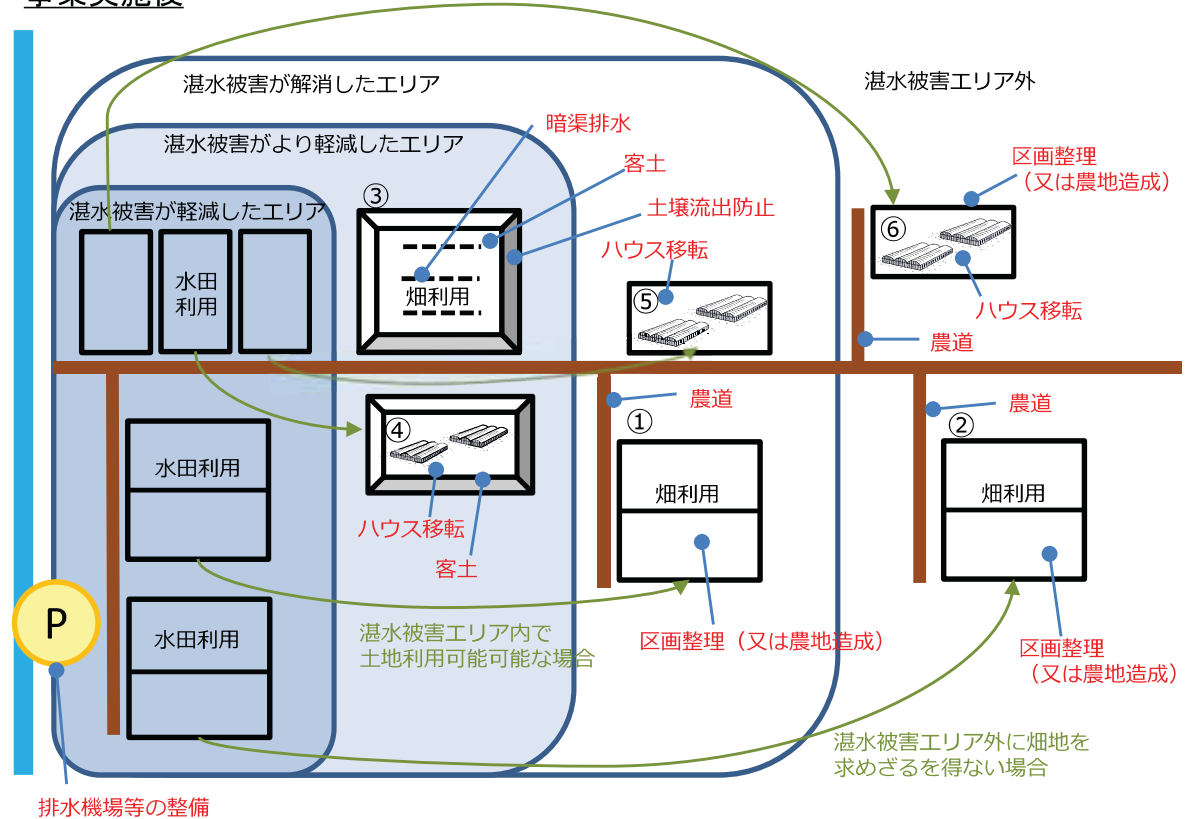 事業実施後
湛水被害が解消したエリア
湛水被害エリア外
湛水被害がより軽減したエリア
暗渠排水
客土
区画整理
（又は農地造成）
湛水被害が軽減したエリア
③
土壌流出防止
ハウス移転
⑥
水田
利用
畑利用
⑤
ハウス移転
農道
農道
農道
①
②
④
水田利用
畑利用
畑利用
ハウス移転
客土
P
水田利用
湛水被害エリア内で
土地利用可能可能な場合
区画整理（又は農地造成）
区画整理
（又は農地造成）
湛水被害エリア外に畑地を
求めざるを得ない場合
排水機場等の整備